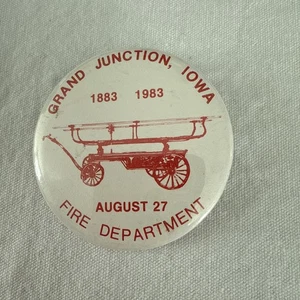 GRAND JUNCTION, IOWA
1883 1983
AUGUST 27
FIRE DEPARTMENT